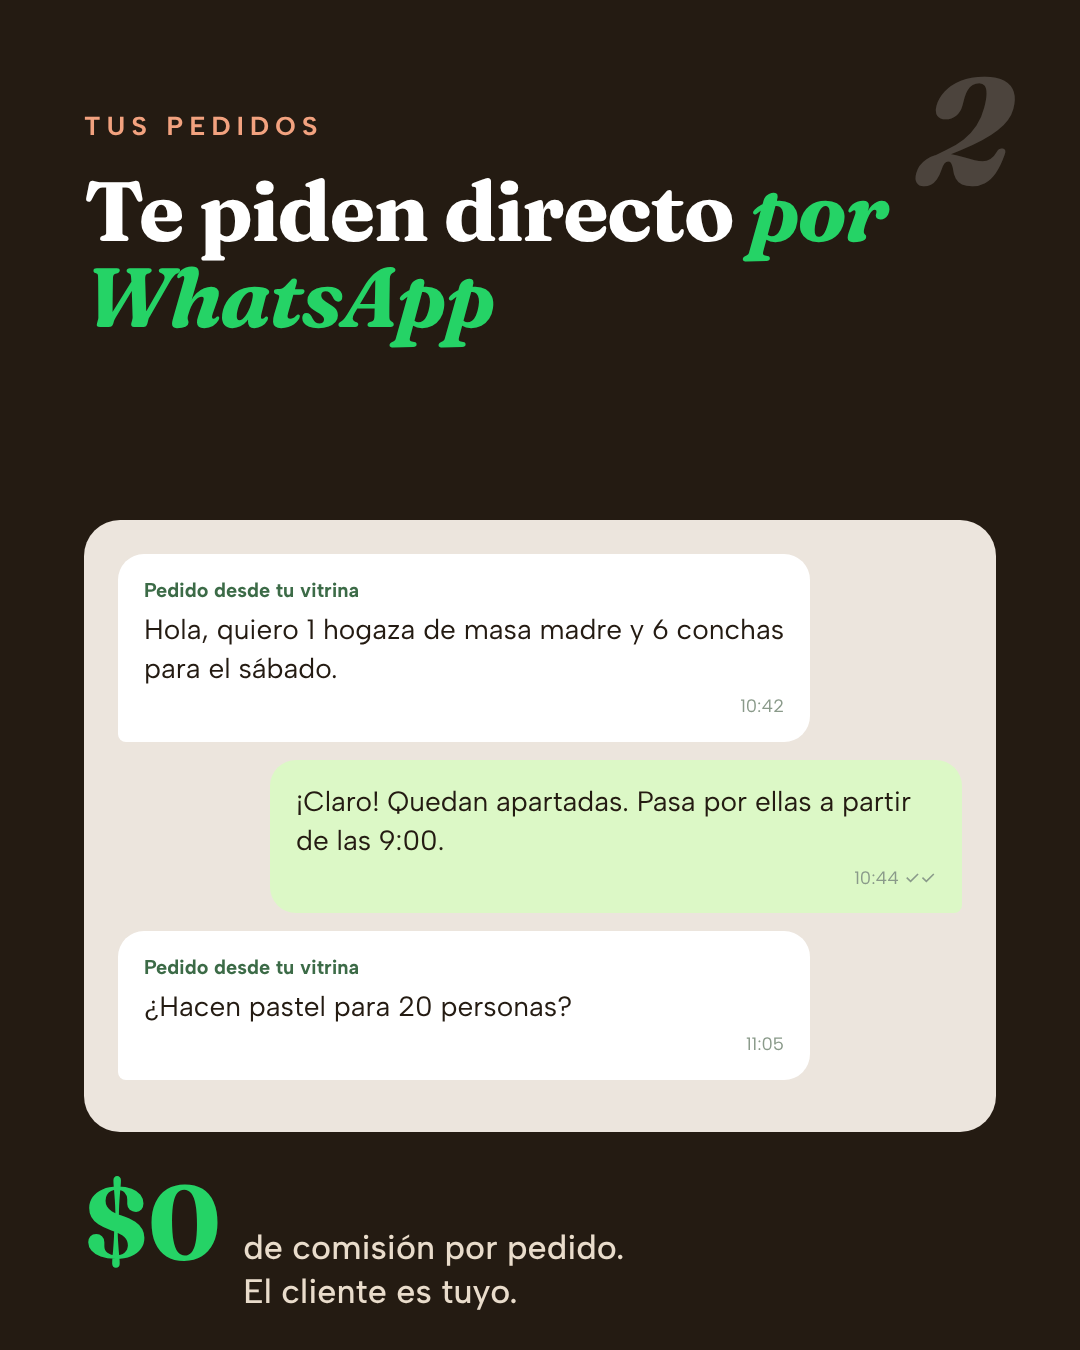 TUS PEDIDOS
2
Te piden directo por
WhatsApp
Pedido desde tu vitrina
Hola, quiero 1 hogaza de masa madre y 6 conchas
para el sábado.
10:42
¡Claro! Quedan apartadas. Pasa por ellas a partir
de las 9:00.
10:44 ✓✓
Pedido desde tu vitrina
¿Hacen pastel para 20 personas?
11:05
$0
de comisión por pedido.
El cliente es tuyo.